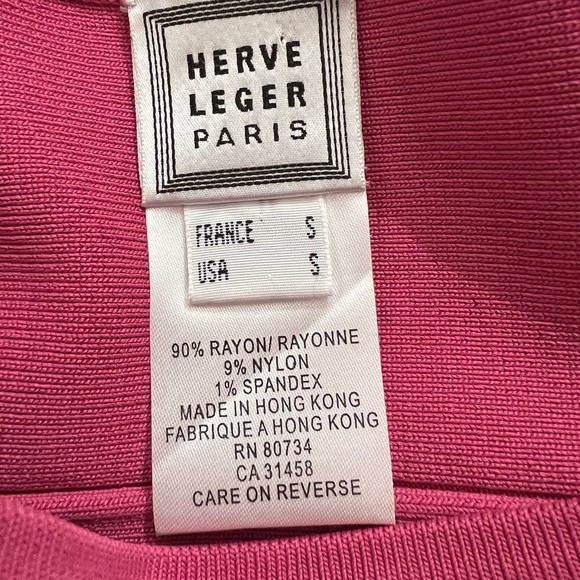 HERVE
LEGER
PARIS
FRANCE S
USA S
90% RAYON/ RAYONNE
9% NYLON
1% SPANDEX
MADE IN HONG KONG
FABRIQUE A HONG KONG
RN 80734
CA 31458
CARE ON REVERSE